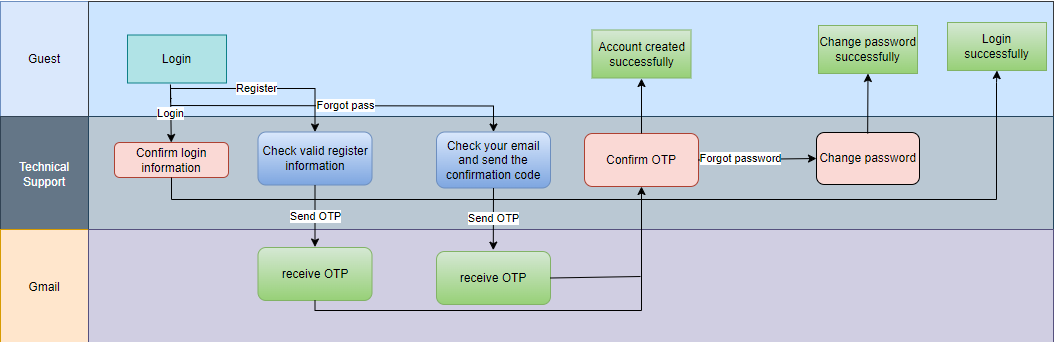 Guest
Login
Account created
successfully
Change password
successfully
Login
successfully
Register
Forgot pass
Login
Technical
Support
Confirm login
information
Check valid register
information
Check your email
and send the
confirmation code
Confirm OTP
Forgot password
Change password
Send OTP
Send OTP
Gmail
receive OTP
receive OTP